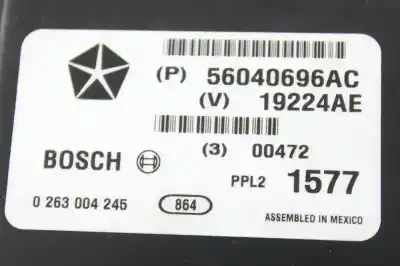 (P) 56040696AC
(V) 19224AE
(3) 00472
BOSCH
PPL2 1577
0 263 004 245 864
ASSEMBLED IN MEXICO